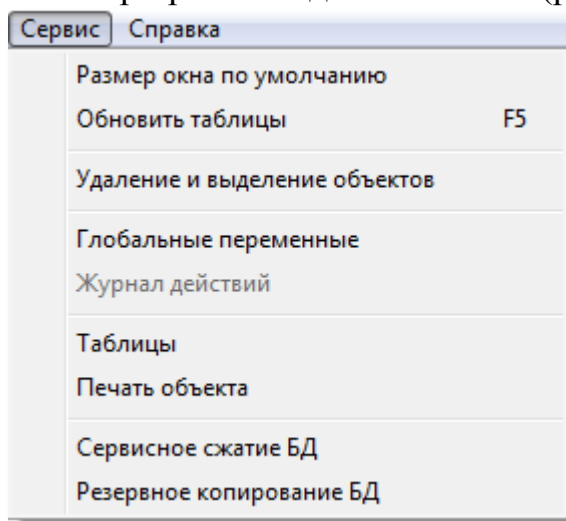 Сервис Справка
Размер окна по умолчанию
Обновить таблицы F5
Удаление и выделение объектов
Глобальные переменные
Журнал действий
Таблицы
Печать объекта
Сервисное сжатие БД
Резервное копирование БД